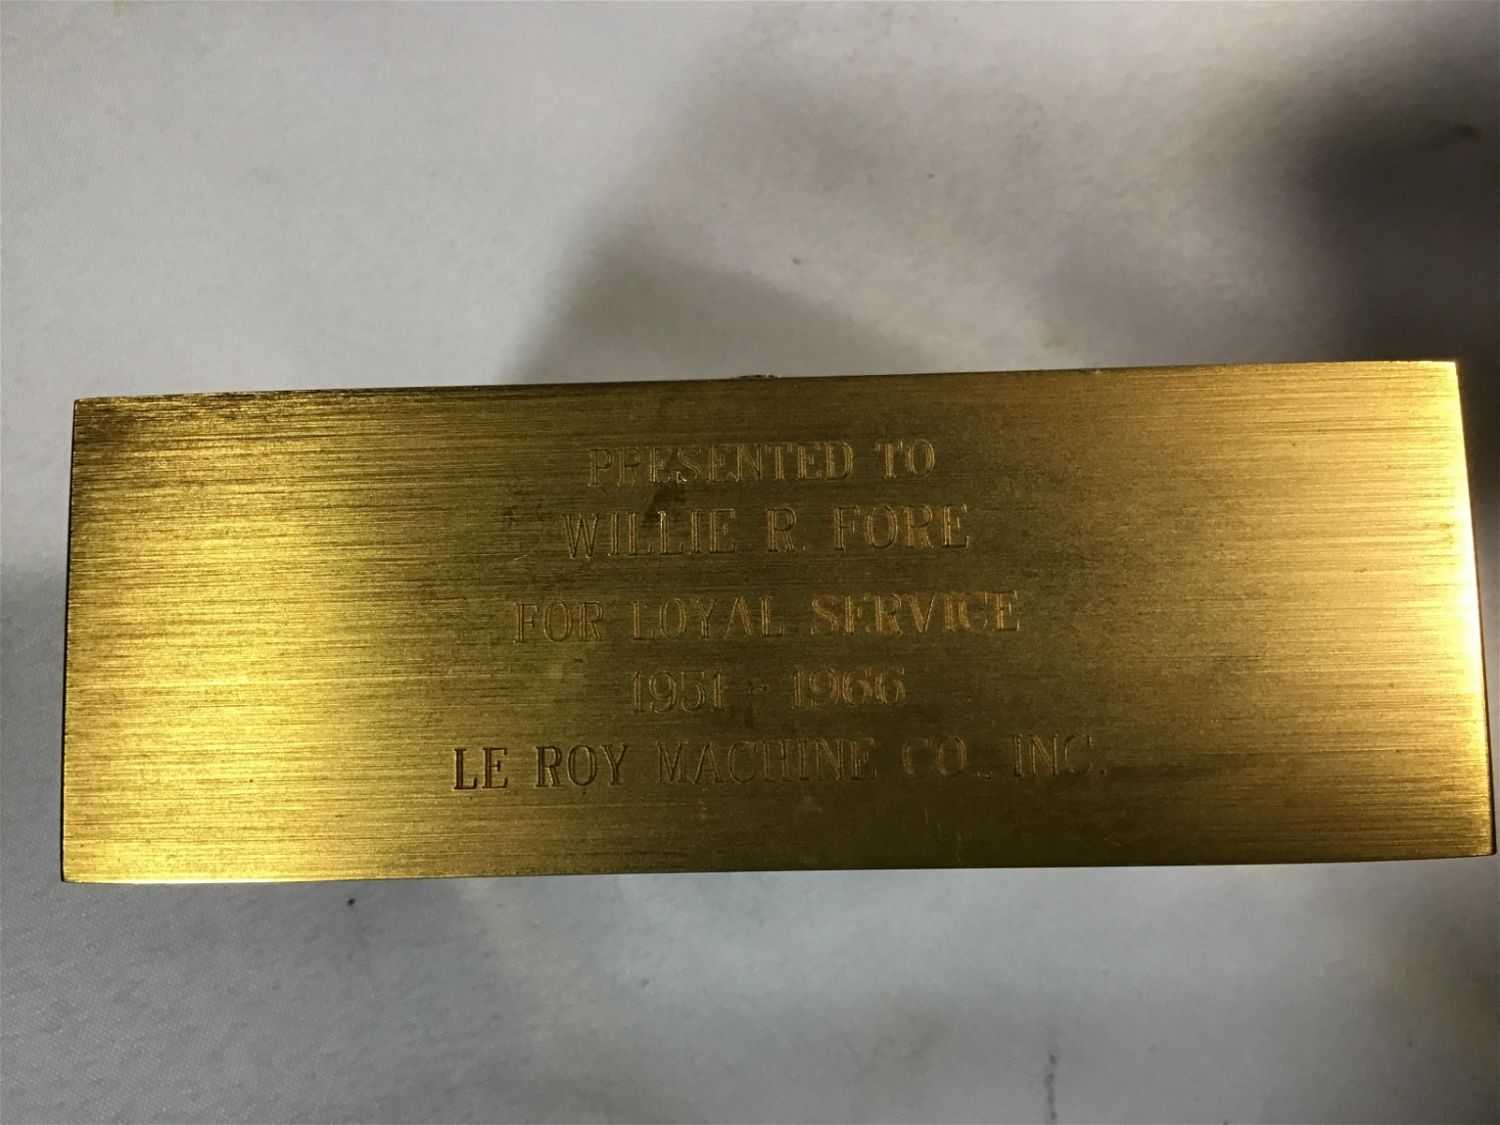 PRESENTED TO
WILLIE R. FORE
FOR LOYAL SERVICE
1951 - 1966
LE ROY MACHINE CO., INC.